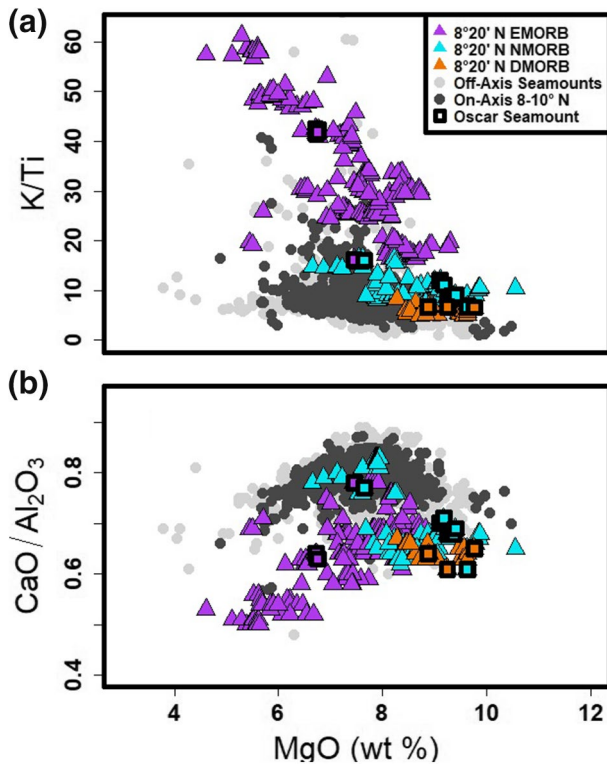 (a)
8°20' N EMORB
8°20' N NMORB
8°20' N DMORB
Off-Axis Seamounts
On-Axis 8-10° N
Oscar Seamount
K/Ti
60
50
40
30
20
10
0
(b)
CaO / Al₂O₃
0.8
0.6
0.4
4 6 8 10 12
MgO (wt %)